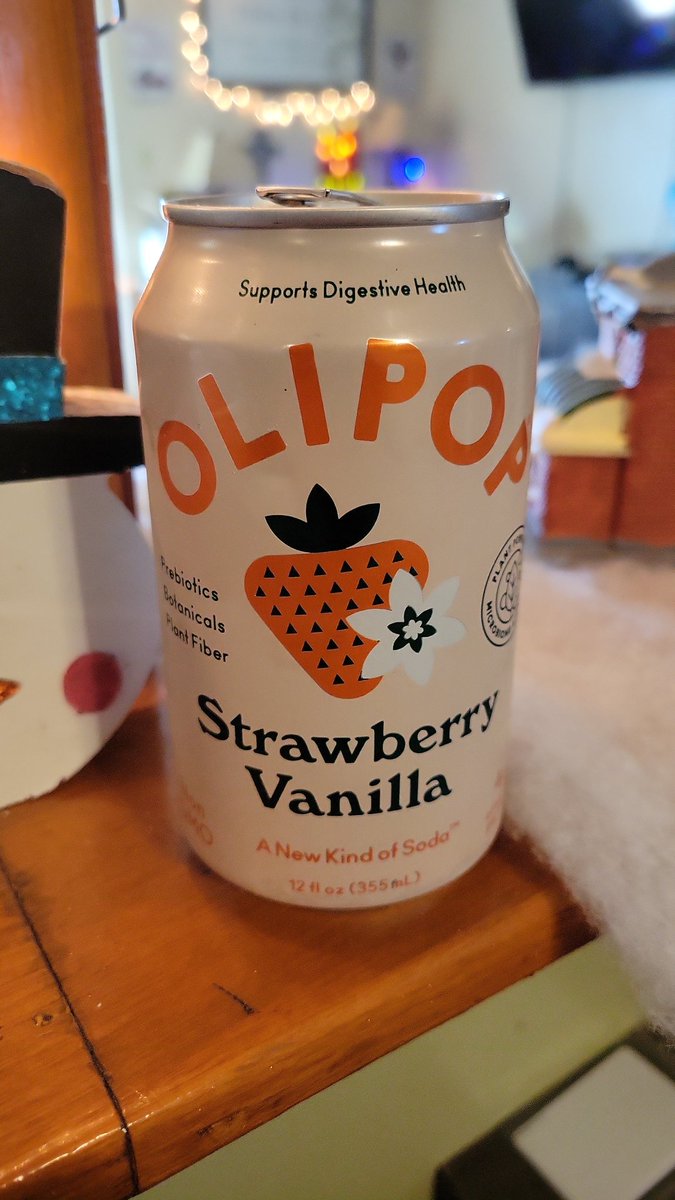 Supports Digestive Health
OLIPOP
Prebiotics
Botanicals
Plant Fiber
PLANT
Strawberry
Vanilla
A New Kind of Soda™
12 fl oz (355 mL)